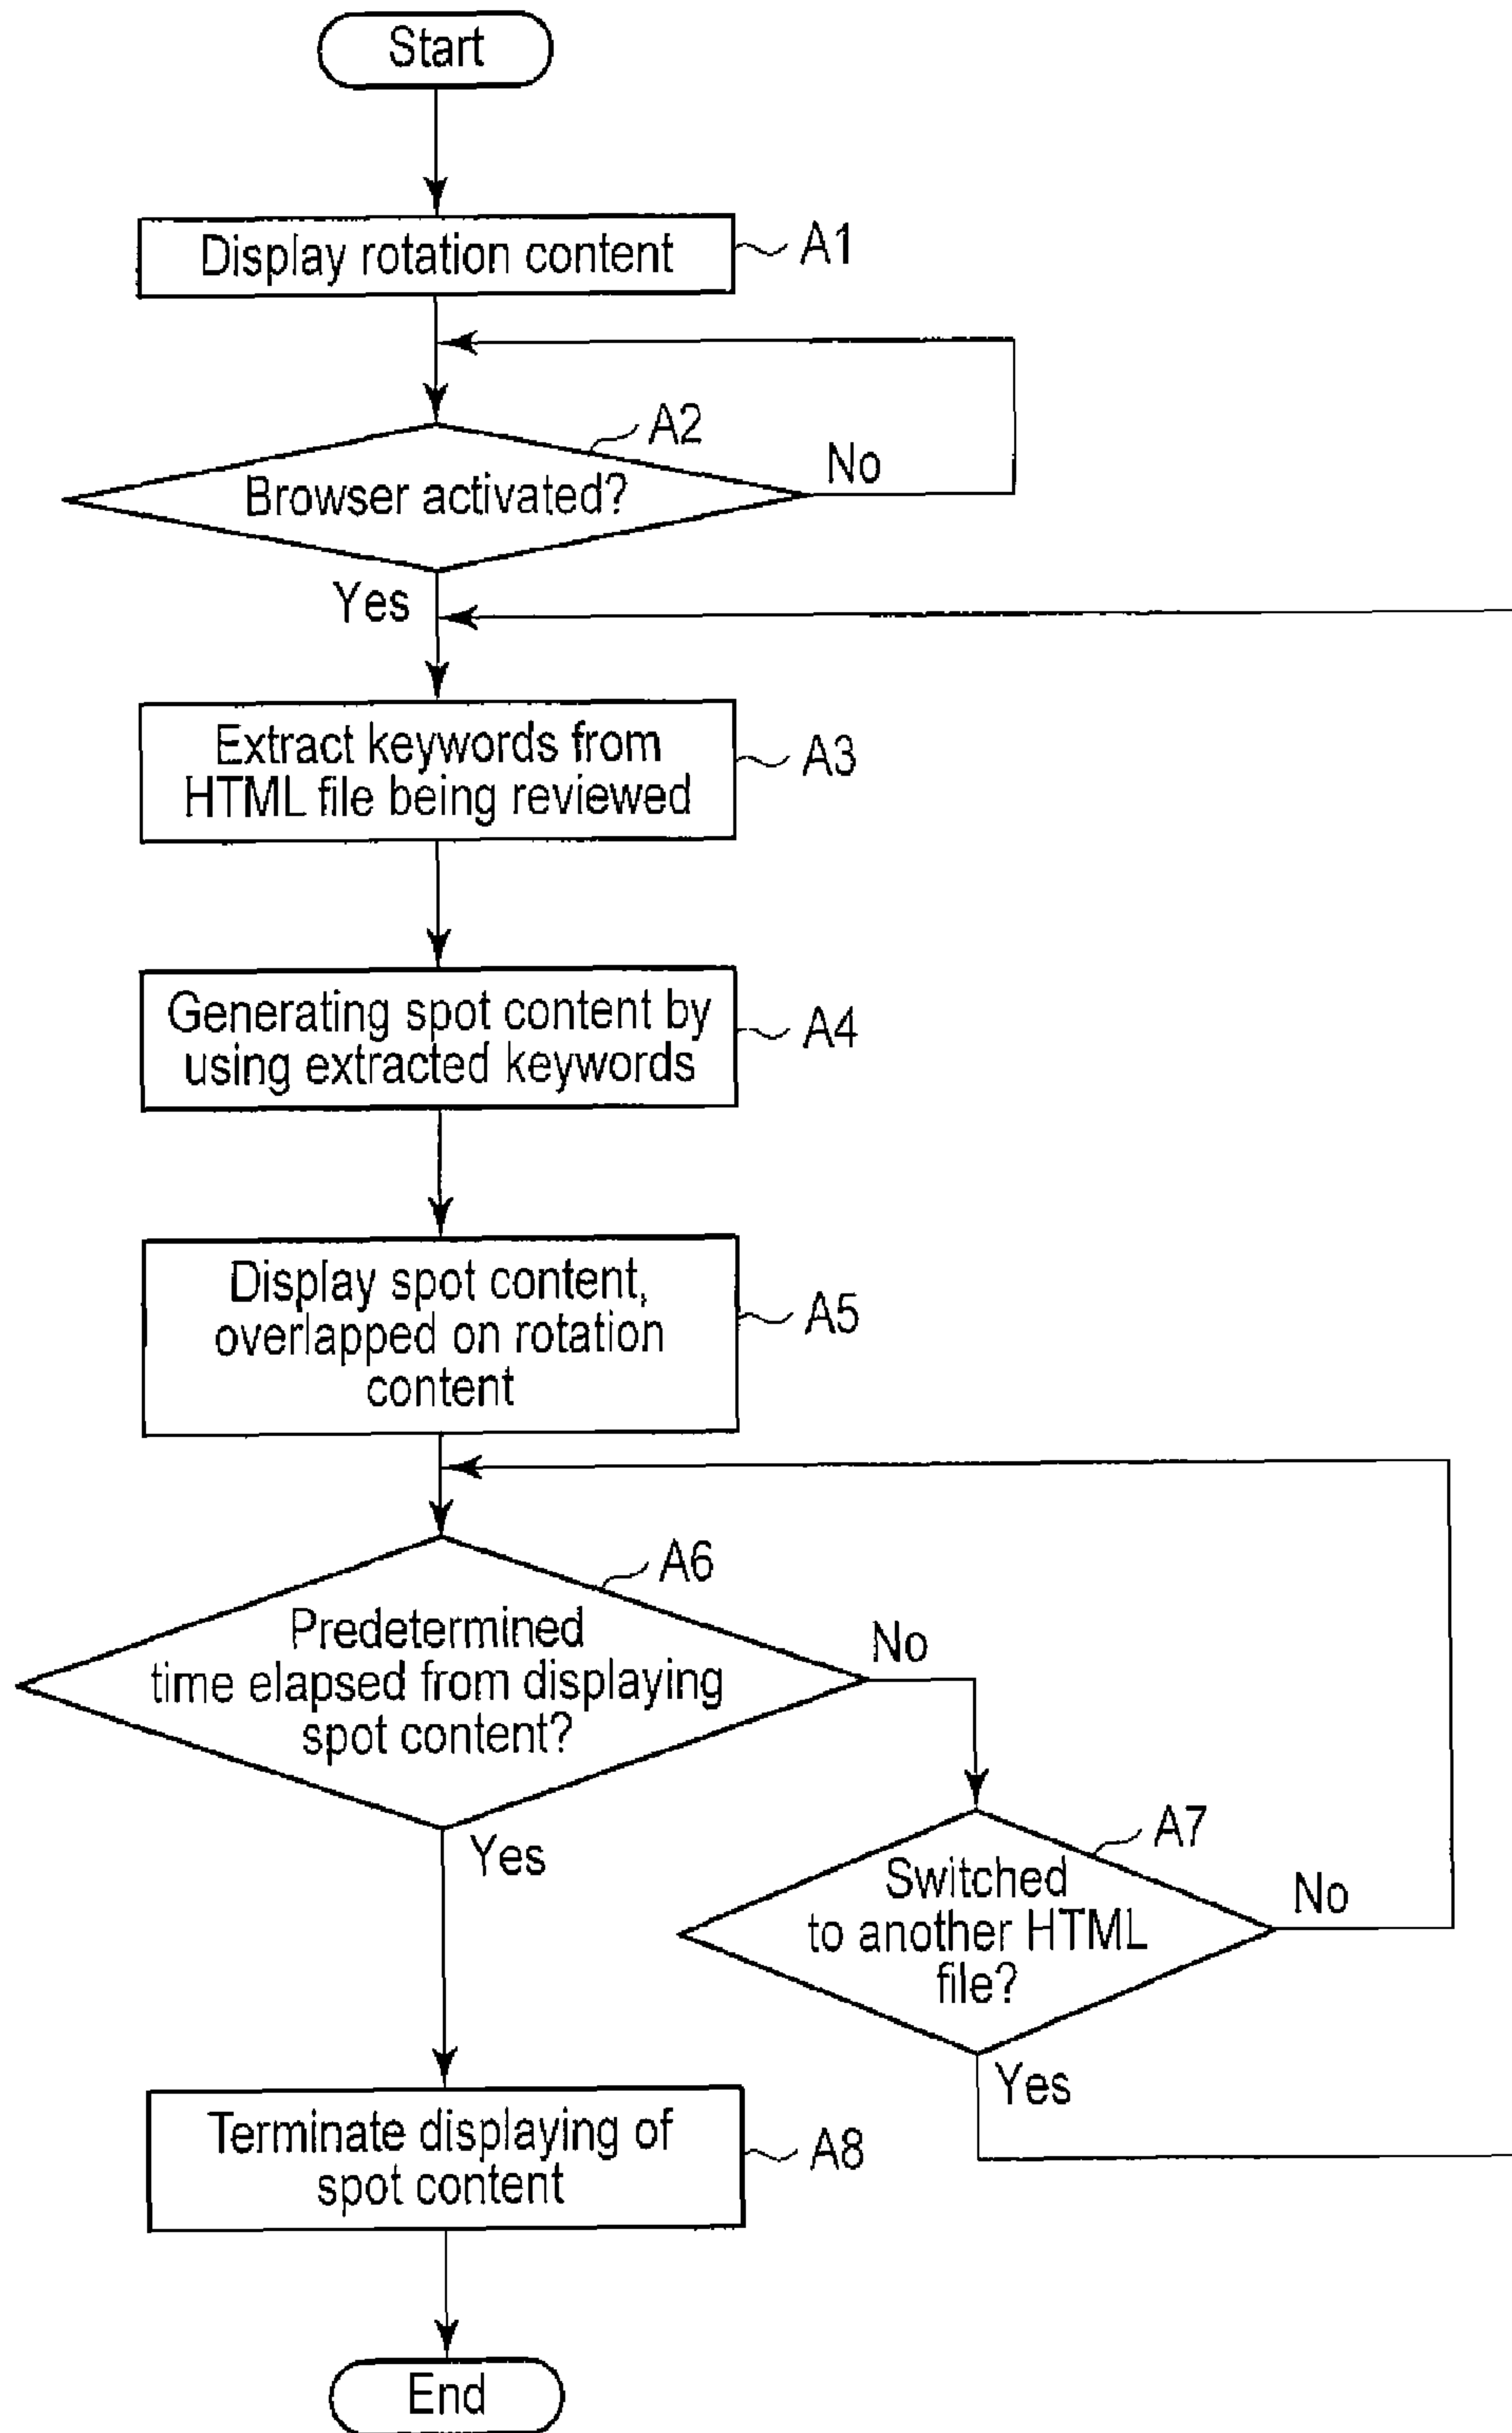 Start
Display rotation content
A1
A2
Browser activated?
No
Yes
Extract keywords from
HTML file being reviewed
A3
Generating spot content by
using extracted keywords
A4
Display spot content,
overlapped on rotation
content
A5
A6
Predetermined
time elapsed from displaying
spot content?
No
Yes
A7
Switched
to another HTML
file?
No
Yes
Terminate displaying of
spot content
A8
End